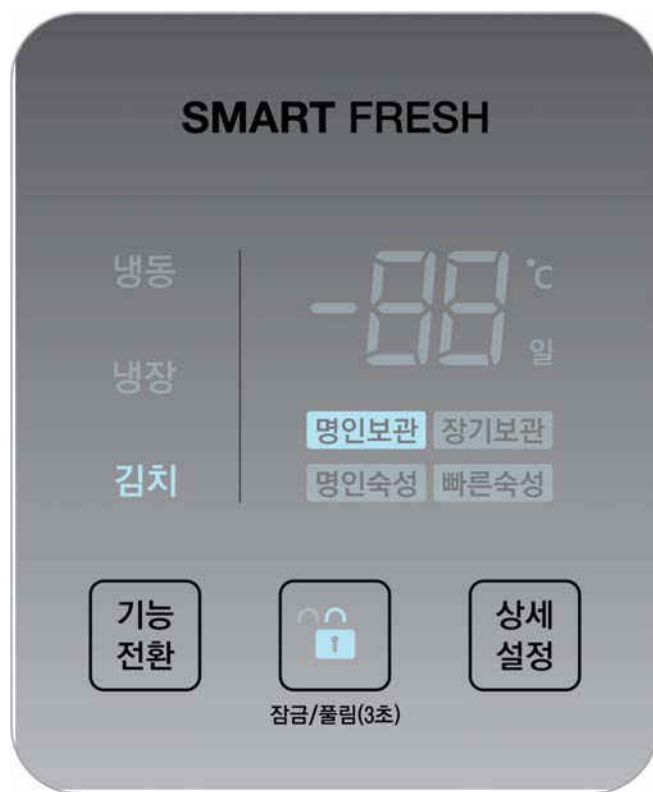 SMART FRESH
냉동
냉장
김치
-88 °C
일
명인보관 장기보관
명인숙성 빠른숙성
기능
전환
상세
설정
잠금/풀림(3초)